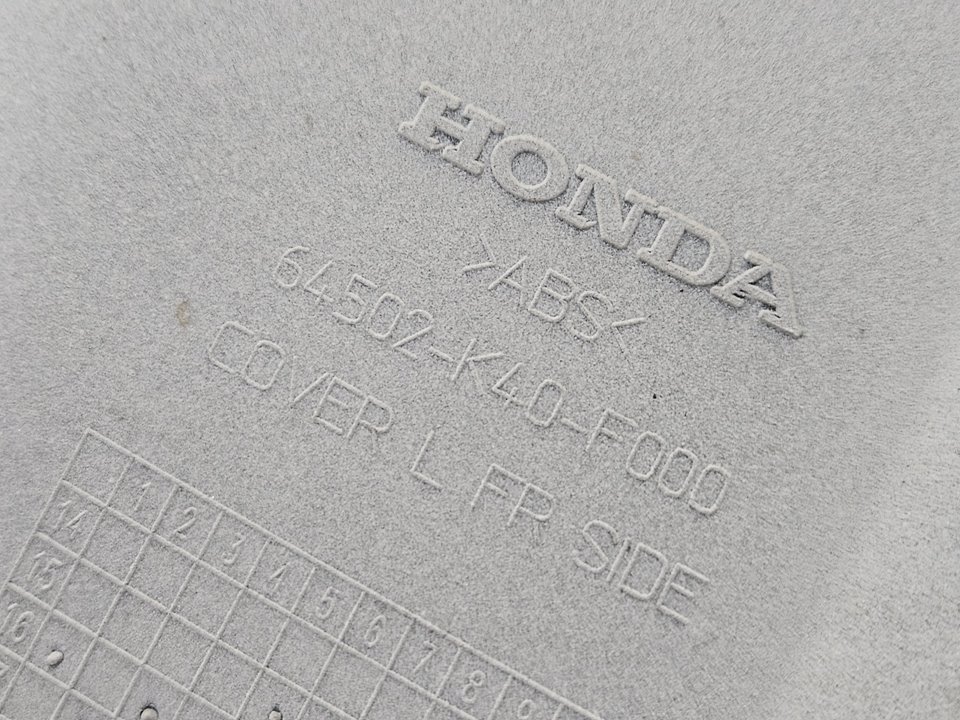 HONDA
>ABS<
64502-K40-F000
COVER L FR SIDE
1 2 3 4 5 6 7 8 9
14
15
16